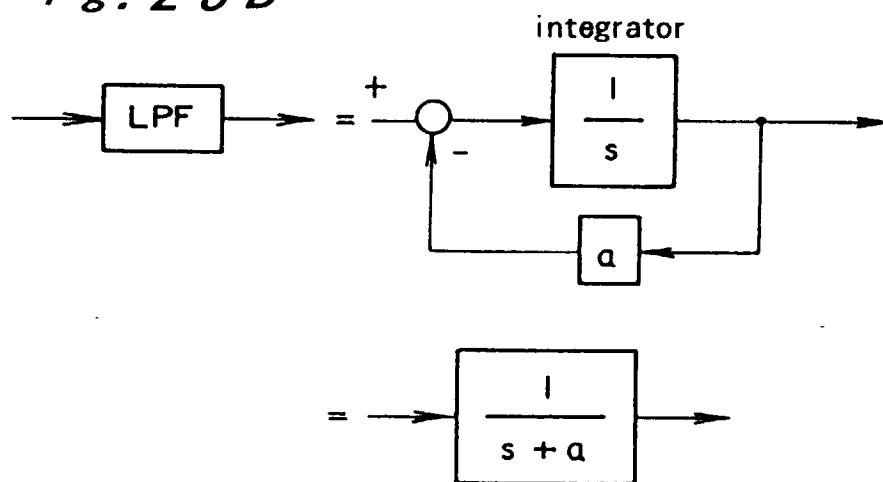 integrator
LPF
=
+
-
1
s
a
=
1
s + a